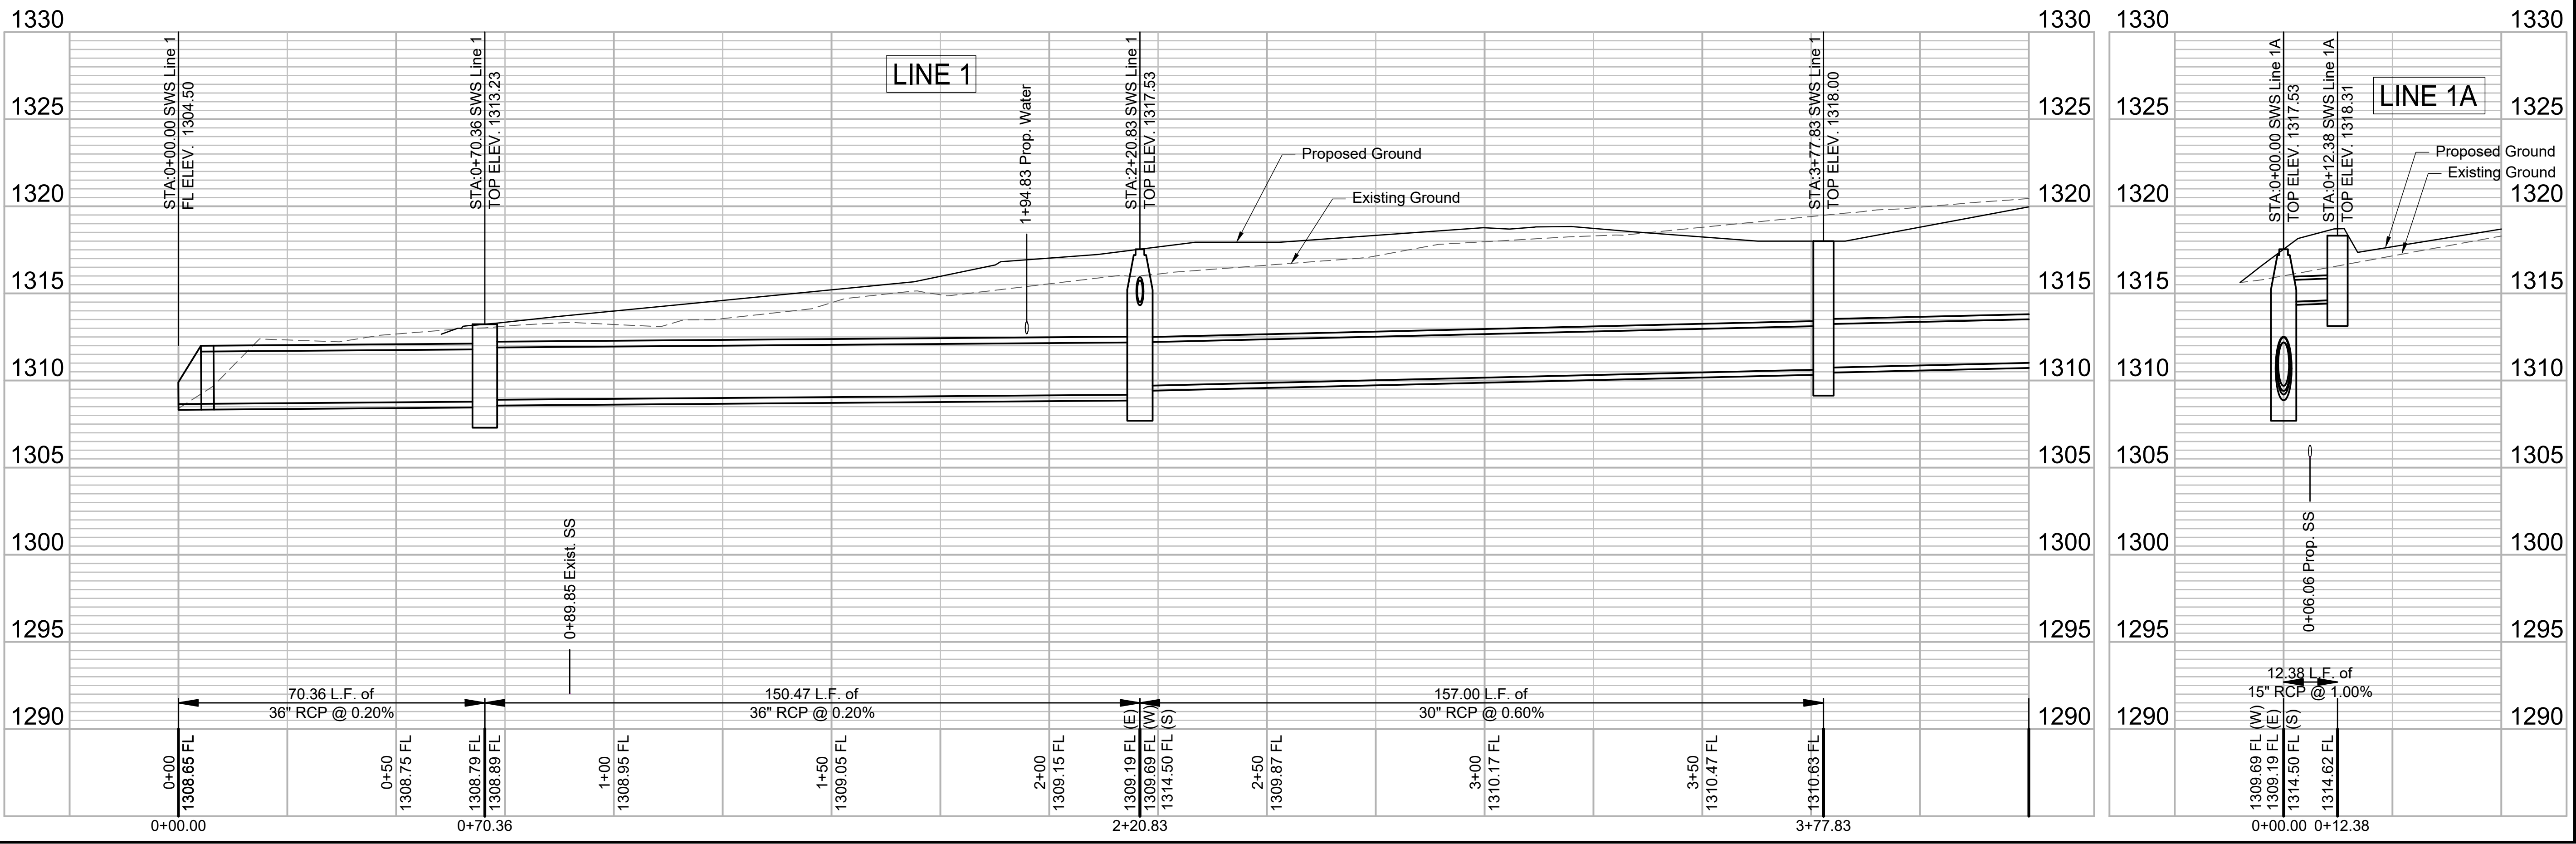 1330
1330
1330
1330
1325
1325
1325
1325
1320
1320
1320
1320
1315
1315
1315
1315
1310
1310
1310
1310
1305
1305
1305
1305
1300
1300
1300
1300
1295
1295
1295
1295
1290
1290
1290
1290
LINE 1
STA:0+00.00 SWS Line 1
FL ELEV. 1304.50
STA:0+70.36 SWS Line 1
TOP ELEV. 1313.23
1+94.83 Prop. Water
STA:2+20.83 SWS Line 1
TOP ELEV. 1317.53
STA:3+77.83 SWS Line 1
TOP ELEV. 1318.00
Proposed Ground
Existing Ground
0+89.85 Exist. SS
70.36 L.F. of
36" RCP @ 0.20%
150.47 L.F. of
36" RCP @ 0.20%
157.00 L.F. of
30" RCP @ 0.60%
0+00
1308.65 FL
0+50
1308.75 FL
1308.79 FL
1308.89 FL
1+00
1308.95 FL
1+50
1309.05 FL
2+00
1309.15 FL
1309.19 FL (E)
1309.69 FL (W)
1314.50 FL (S)
2+50
1309.87 FL
3+00
1310.17 FL
3+50
1310.47 FL
1310.63 FL
0+00.00
0+70.36
2+20.83
3+77.83
LINE 1A
STA:0+00.00 SWS Line 1A
TOP ELEV. 1317.53
STA:0+12.38 SWS Line 1A
TOP ELEV. 1318.31
Proposed Ground
Existing Ground
0+06.06 Prop. SS
12.38 L.F. of
15" RCP @ 1.00%
1309.69 FL (W)
1309.19 FL (E)
1314.50 FL (S)
1314.62 FL
0+00.00
0+12.38